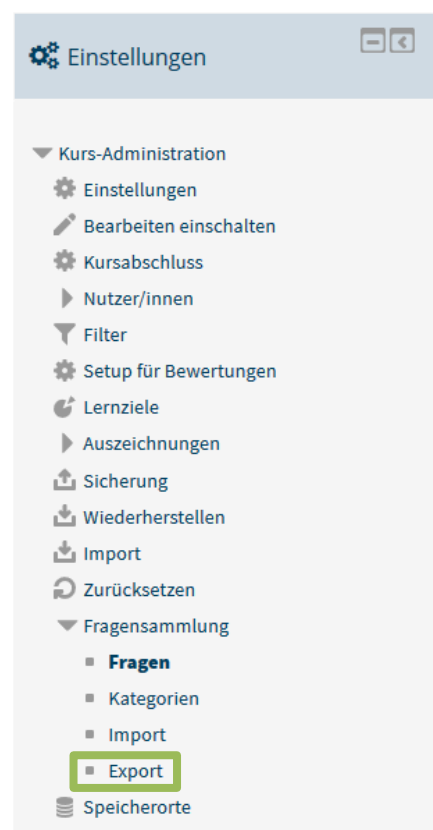 Einstellungen
Kurs-Administration
Einstellungen
Bearbeiten einschalten
Kursabschluss
Nutzer/innen
Filter
Setup für Bewertungen
Lernziele
Auszeichnungen
Sicherung
Wiederherstellen
Import
Zurücksetzen
Fragensammlung
Fragen
Kategorien
Import
Export
Speicherorte